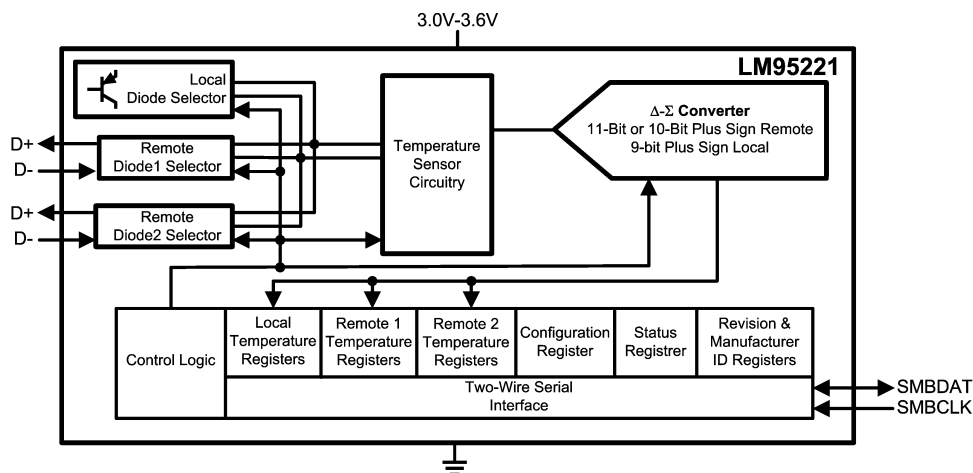 3.0V-3.6V
LM95221
Local
Diode Selector
Δ-Σ Converter
11-Bit or 10-Bit Plus Sign Remote
9-bit Plus Sign Local
D+
D-
Remote
Diode1 Selector
Temperature
Sensor
Circuitry
D+
D-
Remote
Diode2 Selector
Control Logic
Local
Temperature
Registers
Remote 1
Temperature
Registers
Remote 2
Temperature
Registers
Configuration
Register
Status
Registrer
Revision &
Manufacturer
ID Registers
Two-Wire Serial
Interface
SMBDAT
SMBCLK